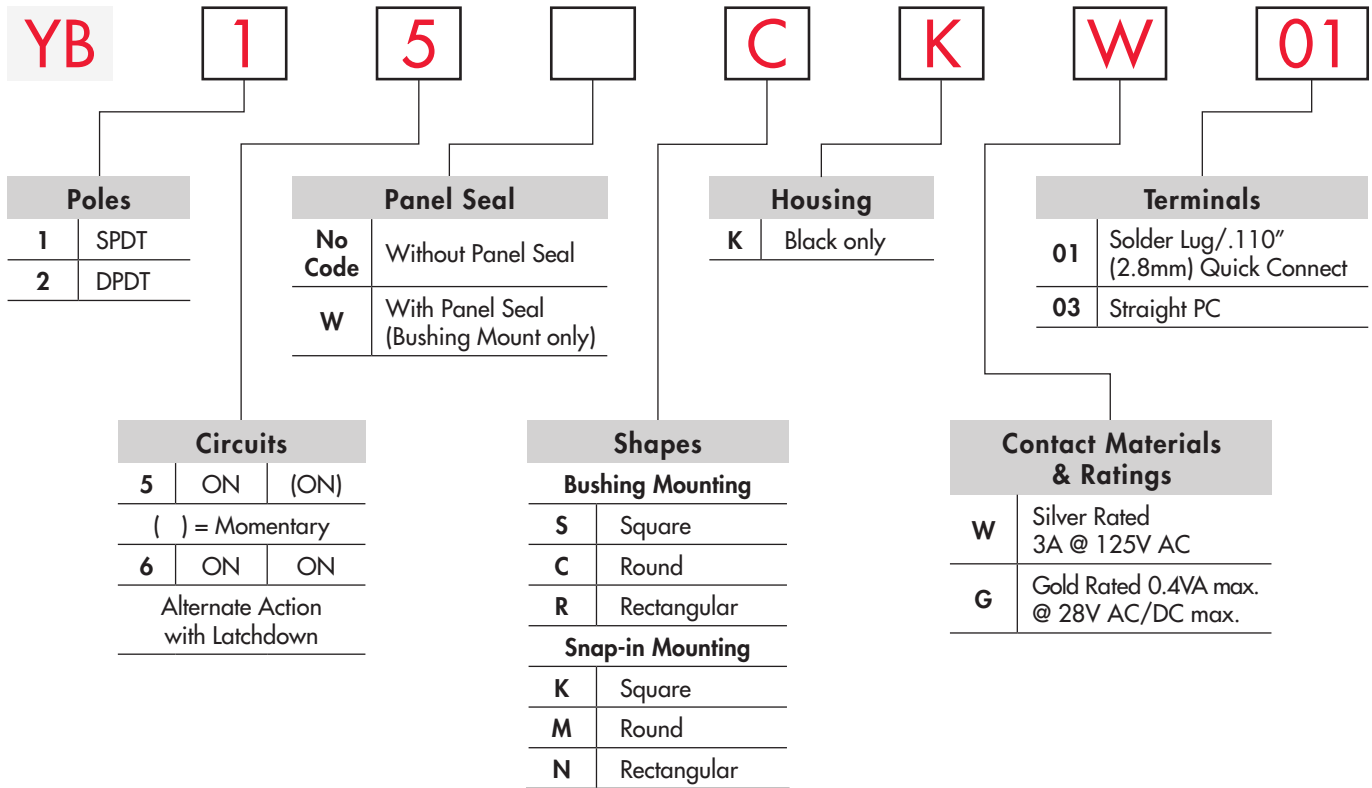 YB 1 5 C K W 01
Poles
1 SPDT
2 DPDT
Panel Seal
No Code Without Panel Seal
W With Panel Seal
(Bushing Mount only)
Housing
K Black only
Terminals
01 Solder Lug/.110"
(2.8mm) Quick Connect
03 Straight PC
Circuits
5 ON (ON)
( ) = Momentary
6 ON ON
Alternate Action
with Latchdown
Shapes
Bushing Mounting
S Square
C Round
R Rectangular
Snap-in Mounting
K Square
M Round
N Rectangular
Contact Materials
& Ratings
W Silver Rated
3A @ 125V AC
G Gold Rated 0.4VA max.
@ 28V AC/DC max.